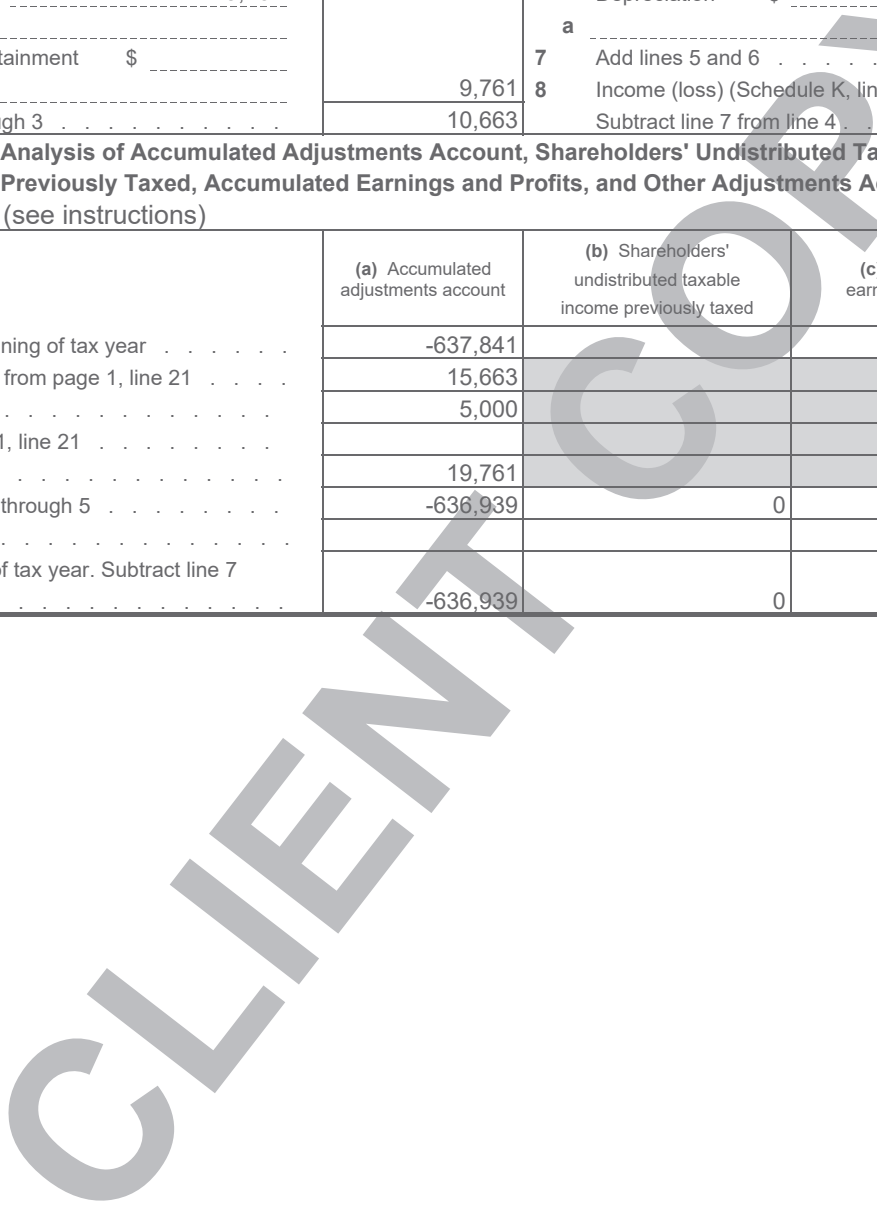 a
tainment $
7 Add lines 5 and 6 . . . . .
9,761 8 Income (loss) (Schedule K, lin
gh 3 . . . . . . . . . . 10,663 Subtract line 7 from line 4 . .
Analysis of Accumulated Adjustments Account, Shareholders' Undistributed Ta
Previously Taxed, Accumulated Earnings and Profits, and Other Adjustments A
(see instructions)
(a) Accumulated
adjustments account
(b) Shareholders'
undistributed taxable
income previously taxed
(c
earn
ning of tax year . . . . . . -637,841
from page 1, line 21 . . . . 15,663
. . . . . . . . . . . . 5,000
1, line 21 . . . . . . . .
. . . . . . . . . . . . 19,761
through 5 . . . . . . . . -636,939 0
. . . . . . . . . . . . .
of tax year. Subtract line 7
. . . . . . . . . . . . -636,939 0
CLIENT COPY